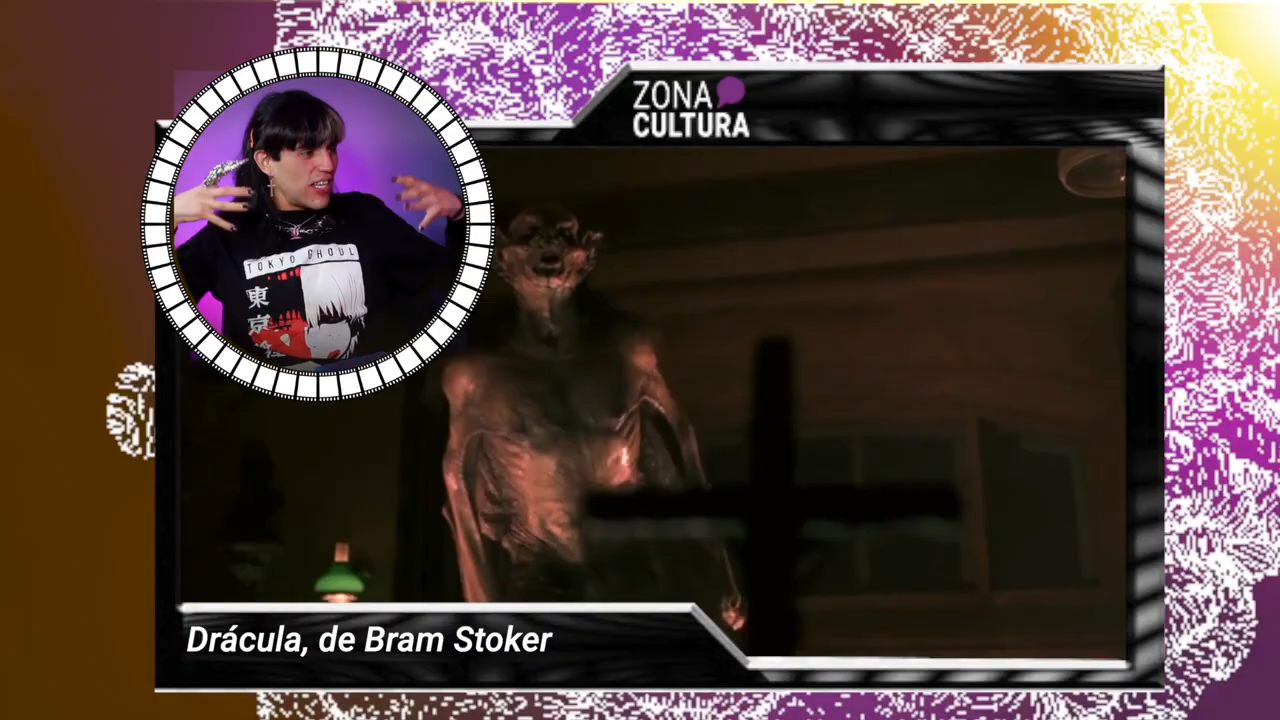 ZONA
CULTURA
TOKYO GHOUL
東
京
Drácula, de Bram Stoker